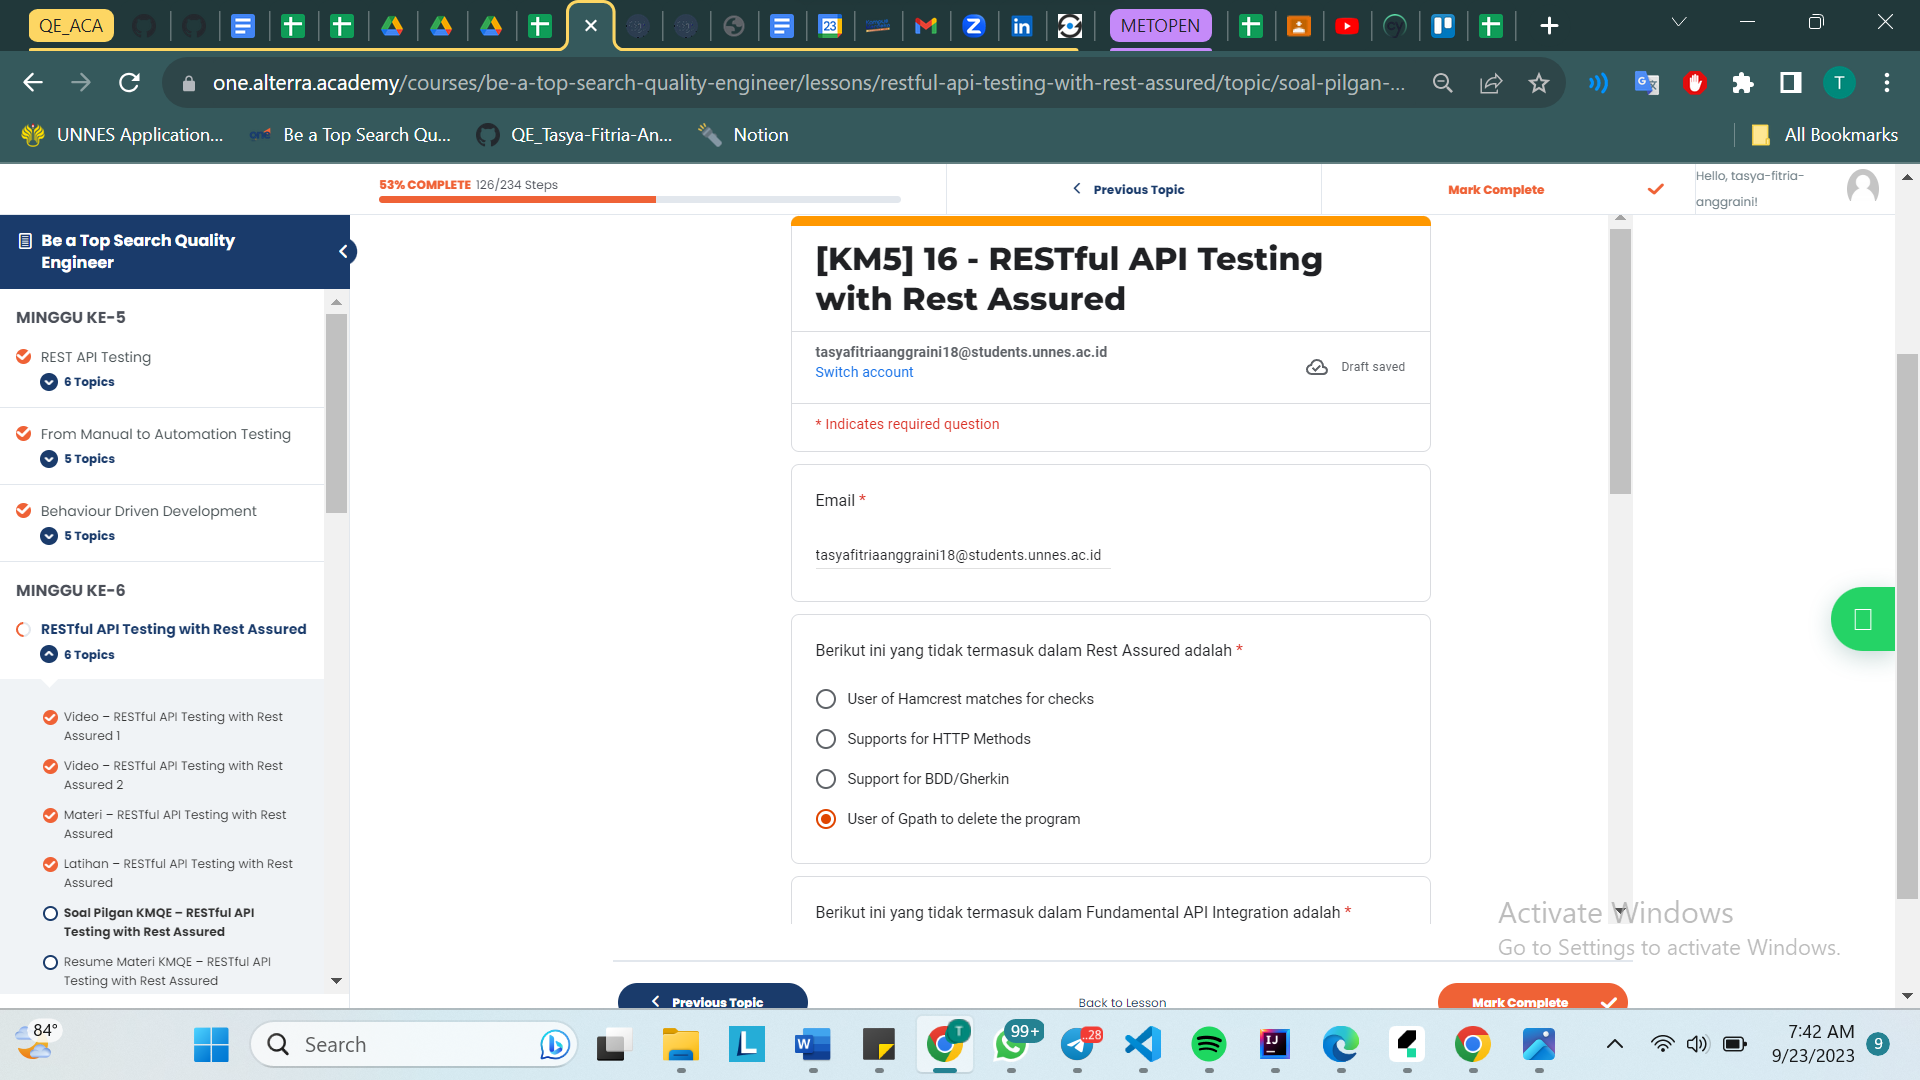 QE_ACA
METOPEN
one.alterra.academy/courses/be-a-top-search-quality-engineer/lessons/restful-api-testing-with-rest-assured/topic/soal-pilgan-...
UNNES Application...
Be a Top Search Qu...
QE_Tasya-Fitria-An...
Notion
All Bookmarks
53% COMPLETE 126/234 Steps
Previous Topic
Mark Complete
Hello, tasya-fitria-
anggraini!
Be a Top Search Quality
Engineer
MINGGU KE-5
REST API Testing
6 Topics
From Manual to Automation Testing
5 Topics
Behaviour Driven Development
5 Topics
MINGGU KE-6
RESTful API Testing with Rest Assured
6 Topics
Video – RESTful API Testing with Rest
Assured 1
Video – RESTful API Testing with Rest
Assured 2
Materi – RESTful API Testing with Rest
Assured
Latihan – RESTful API Testing with Rest
Assured
Soal Pilgan KMQE – RESTful API
Testing with Rest Assured
Resume Materi KMQE – RESTful API
Testing with Rest Assured
[KM5] 16 - RESTful API Testing
with Rest Assured
tasyafitriaanggraini18@students.unnes.ac.id
Switch account
Draft saved
* Indicates required question
Email *
tasyafitriaanggraini18@students.unnes.ac.id
Berikut ini yang tidak termasuk dalam Rest Assured adalah *
User of Hamcrest matches for checks
Supports for HTTP Methods
Support for BDD/Gherkin
User of Gpath to delete the program
Berikut ini yang tidak termasuk dalam Fundamental API Integration adalah *
Previous Topic
Back to Lesson
Mark Complete
Activate Windows
Go to Settings to activate Windows.
84°
Search
99+
..28
7:42 AM
9/23/2023
9